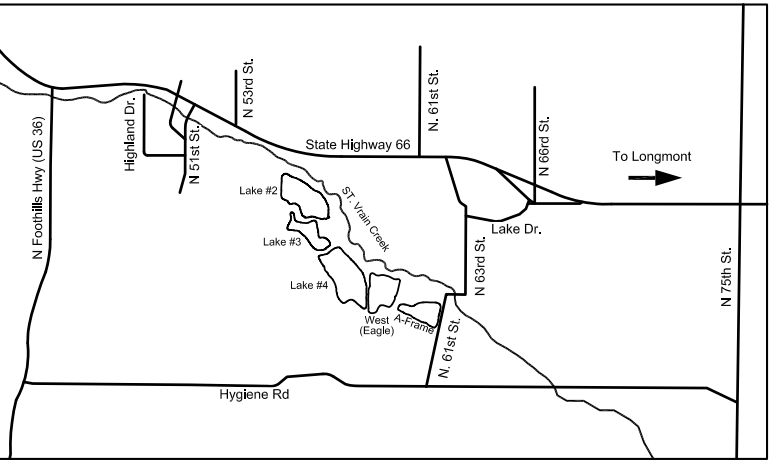 N 53rd St.
N. 61st St.
N 66rd St.
Highland Dr.
N 51st St.
State Highway 66
To Longmont
N Foothills Hwy (US 36)
Lake #2
ST. Vrain Creek
Lake #3
Lake Dr.
Lake #4
N 63rd St.
N 75th St.
West
(Eagle)
A-Frame
N. 61st St.
Hygiene Rd